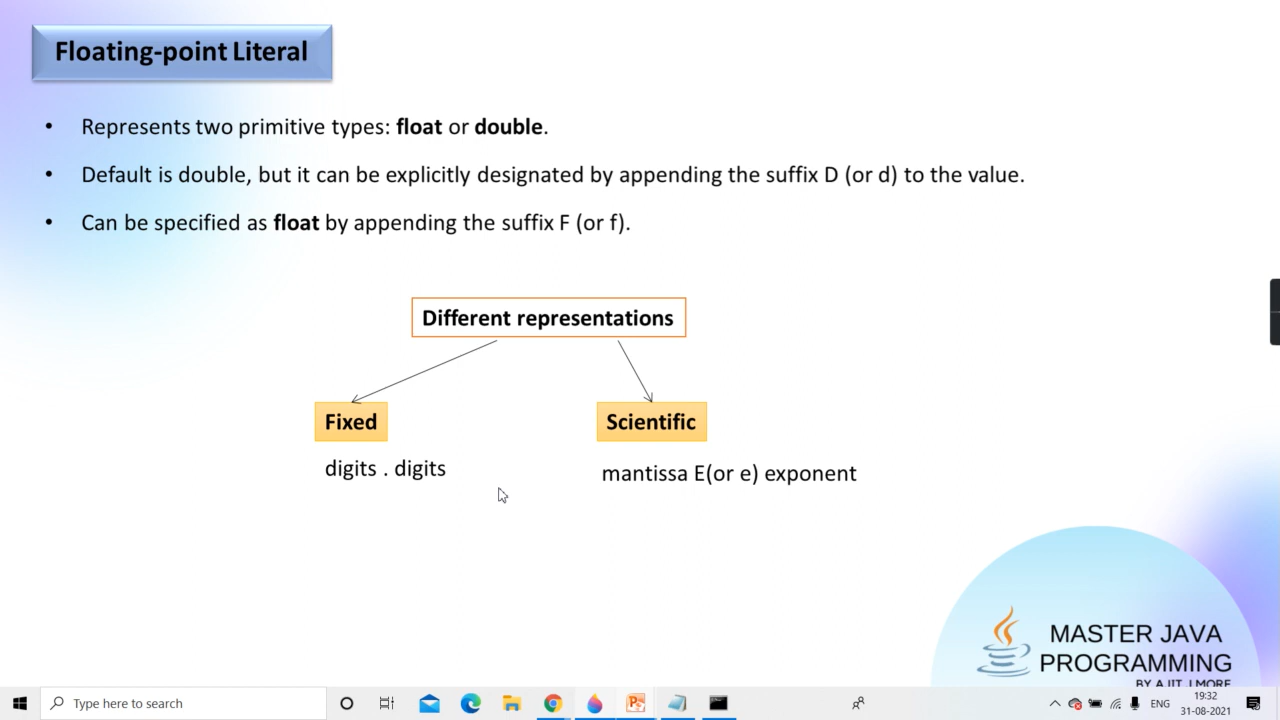 Floating-point Literal
• Represents two primitive types: float or double.
• Default is double, but it can be explicitly designated by appending the suffix D (or d) to the value.
• Can be specified as float by appending the suffix F (or f).
Different representations
Fixed
Scientific
digits . digits
mantissa E(or e) exponent
MASTER JAVA
PROGRAMMING
BY AJIT J.MORE
Type here to search
ENG
19:32
31-08-2021